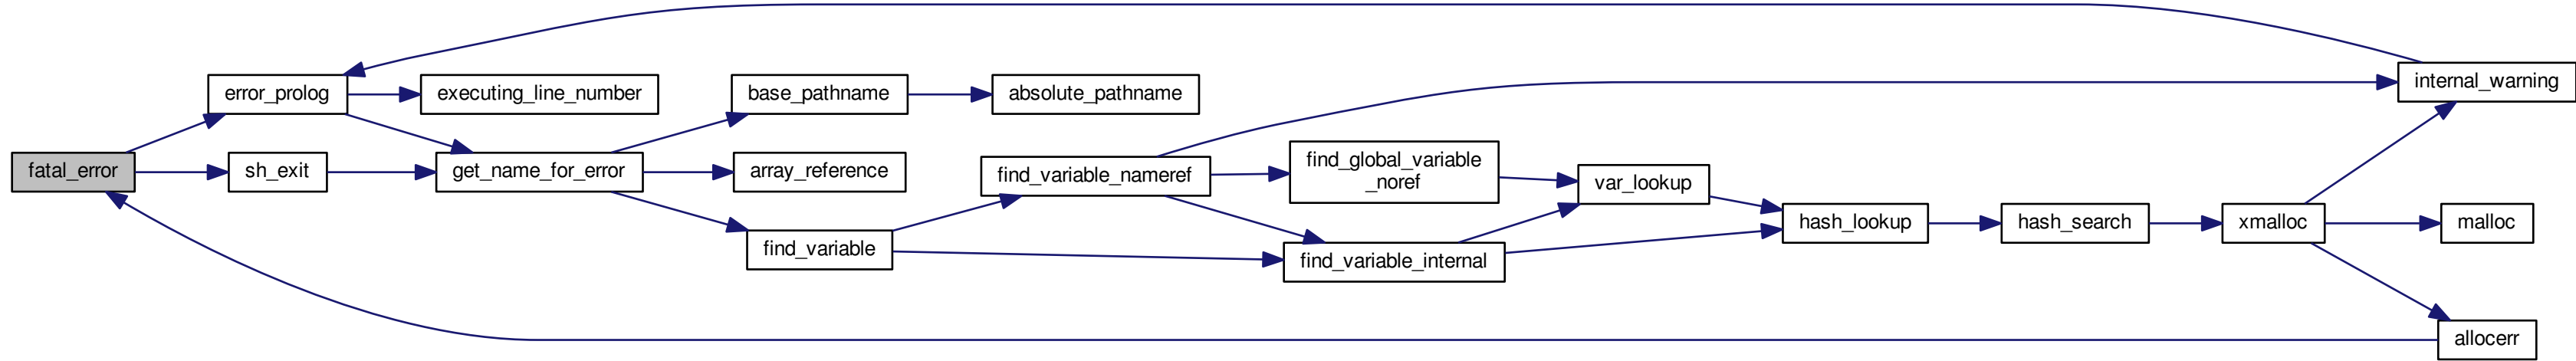 fatal_error
error_prolog
sh_exit
executing_line_number
get_name_for_error
base_pathname
array_reference
find_variable
absolute_pathname
find_variable_nameref
find_global_variable
_noref
find_variable_internal
var_lookup
hash_lookup
hash_search
xmalloc
internal_warning
malloc
allocerr